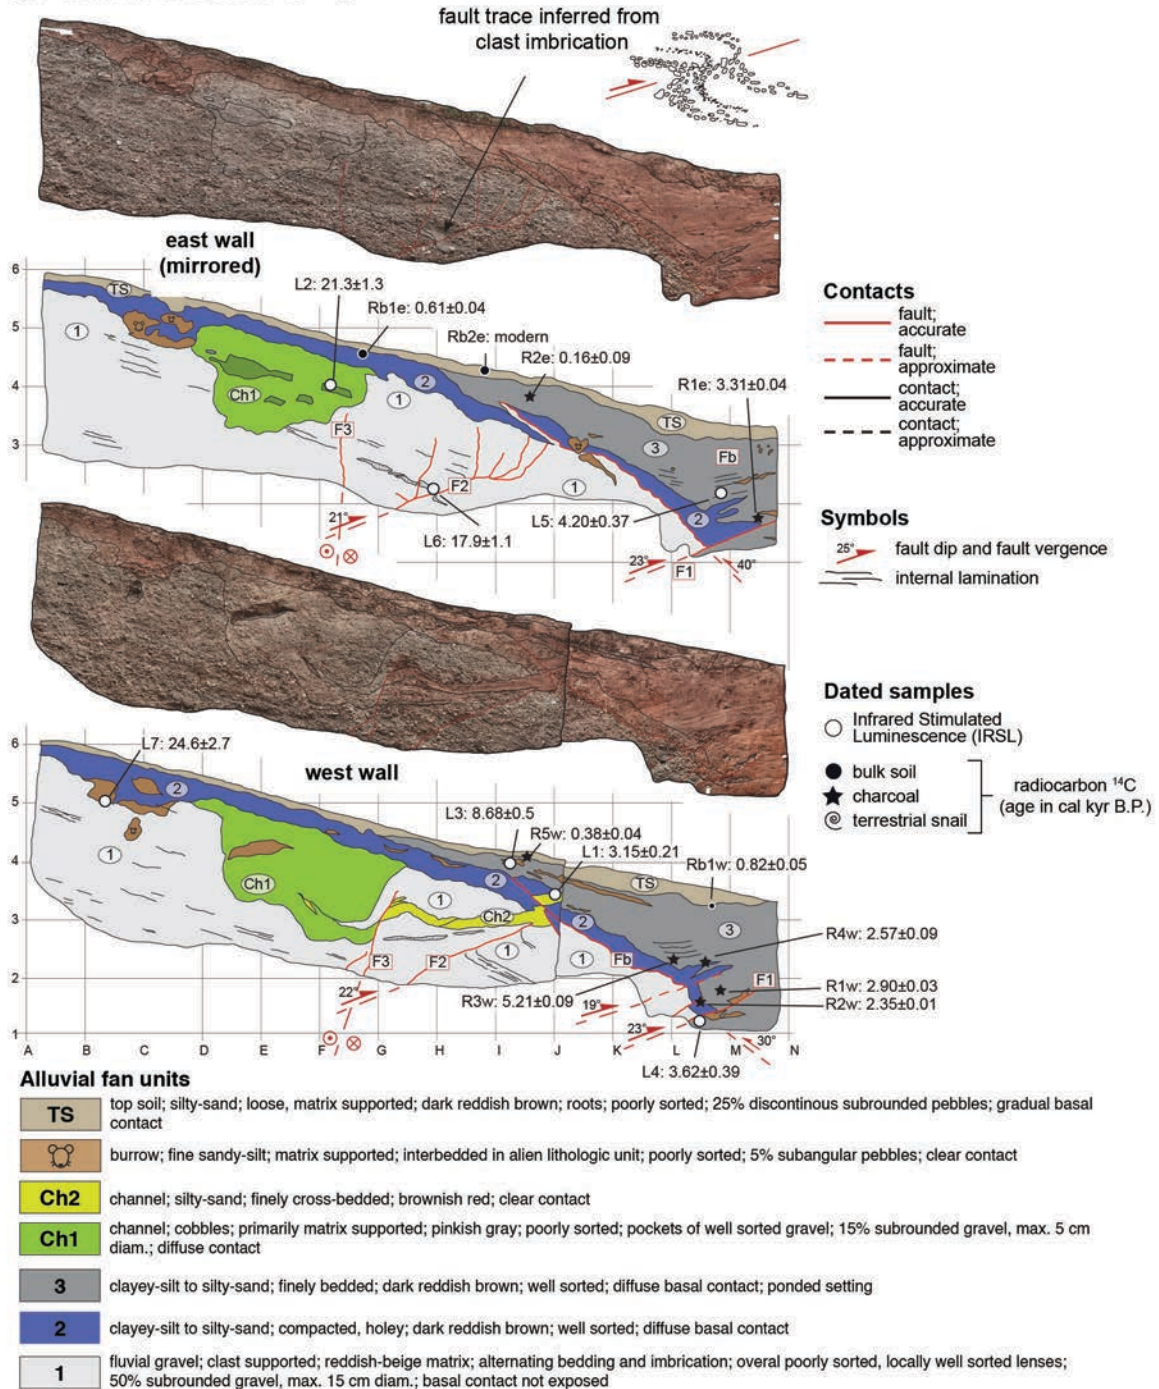 fault trace inferred from
clast imbrication
east wall
(mirrored)
L2: 21.3±1.3
Rb1e: 0.61±0.04
Rb2e: modern
R2e: 0.16±0.09
R1e: 3.31±0.04
6
5
4
3
TS
1
Ch1
2
1
F3
F2
1
TS
3
Fb
2
L5: 4.20±0.37
L6: 17.9±1.1
21°
23°
F1
40°
Contacts
fault;
accurate
fault;
approximate
contact;
accurate
contact;
approximate
Symbols
25° fault dip and fault vergence
internal lamination
Dated samples
Infrared Stimulated
Luminescence (IRSL)
bulk soil
charcoal
terrestrial snail
radiocarbon ¹⁴C
(age in cal kyr B.P.)
west wall
L7: 24.6±2.7
L3: 8.68±0.5
R5w: 0.38±0.04
L1: 3.15±0.21
Rb1w: 0.82±0.05
R4w: 2.57±0.09
R1w: 2.90±0.03
R2w: 2.35±0.01
R3w: 5.21±0.09
L4: 3.62±0.39
6
5
4
3
2
1
2
1
Ch1
2
1
Ch2
TS
2
3
F3
F2
1
1
Fb
F1
22°
19°
23°
30°
A B C D E F G H I J K L M N
Alluvial fan units
TS top soil; silty-sand; loose, matrix supported; dark reddish brown; roots; poorly sorted; 25% discontinous subrounded pebbles; gradual basal
contact
burrow; fine sandy-silt; matrix supported; interbedded in alien lithologic unit; poorly sorted; 5% subangular pebbles; clear contact
Ch2 channel; silty-sand; finely cross-bedded; brownish red; clear contact
Ch1 channel; cobbles; primarily matrix supported; pinkish gray; poorly sorted; pockets of well sorted gravel; 15% subrounded gravel, max. 5 cm
diam.; diffuse contact
3 clayey-silt to silty-sand; finely bedded; dark reddish brown; well sorted; diffuse basal contact; ponded setting
2 clayey-silt to silty-sand; compacted, holey; dark reddish brown; well sorted; diffuse basal contact
1 fluvial gravel; clast supported; reddish-beige matrix; alternating bedding and imbrication; overal poorly sorted, locally well sorted lenses;
50% subrounded gravel, max. 15 cm diam.; basal contact not exposed